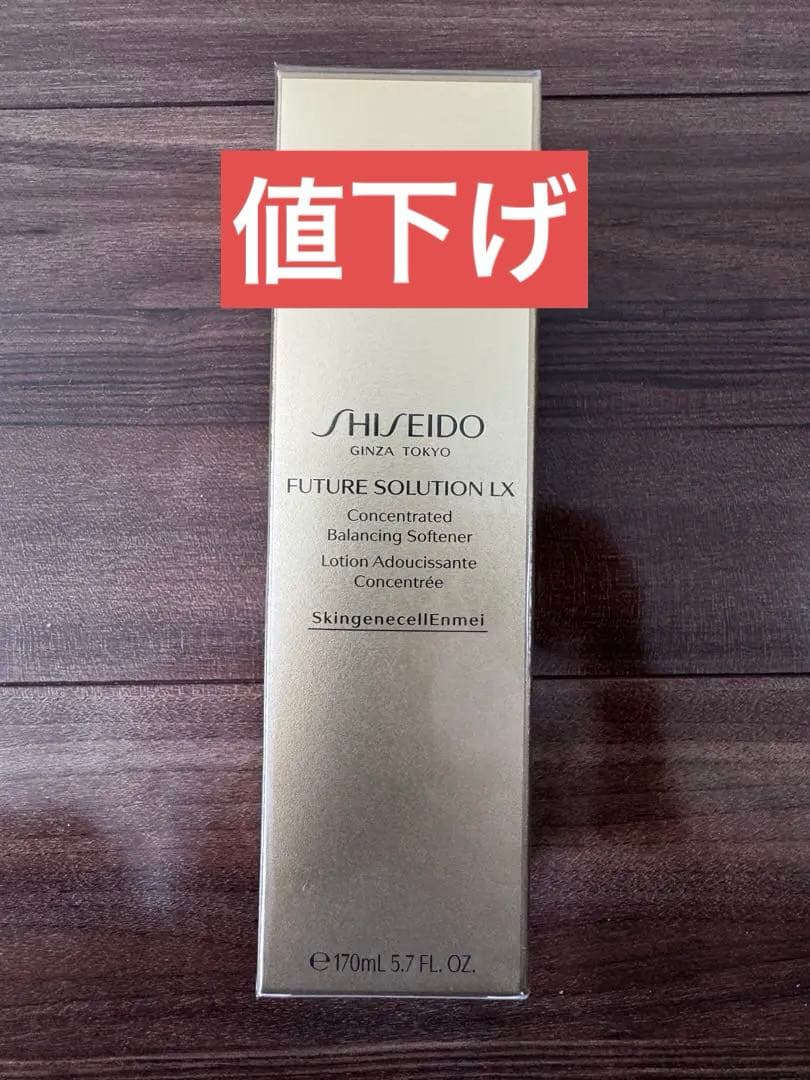 値下げ
SHISEIDO
GINZA TOKYO
FUTURE SOLUTION LX
Concentrated
Balancing Softener
Lotion Adoucissante
Concentrée
SkingenecellEnmei
℮170mL 5.7 FL. OZ.